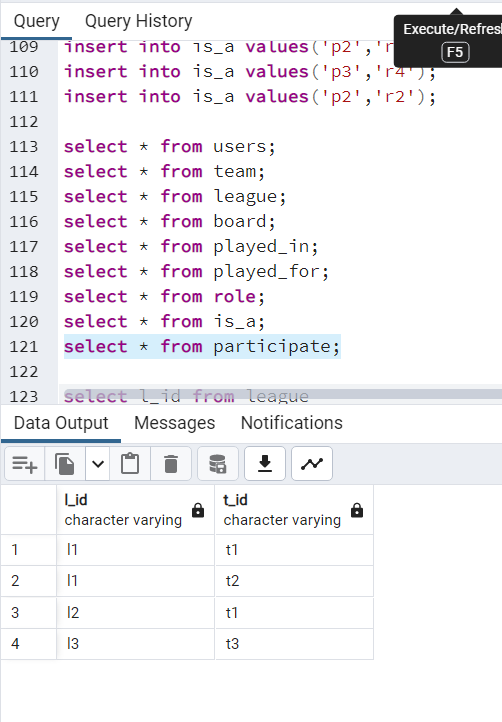 Query Query History
Execute/Refres
F5
109 insert into is_a values('p2','r
110 insert into is_a values('p3','r4');
111 insert into is_a values('p2','r2');
112
113 select * from users;
114 select * from team;
115 select * from league;
116 select * from board;
117 select * from played_in;
118 select * from played_for;
119 select * from role;
120 select * from is_a;
121 select * from participate;
122
123 select l_id from league
Data Output Messages Notifications
l_id t_id
character varying character varying
1 l1 t1
2 l1 t2
3 l2 t1
4 l3 t3